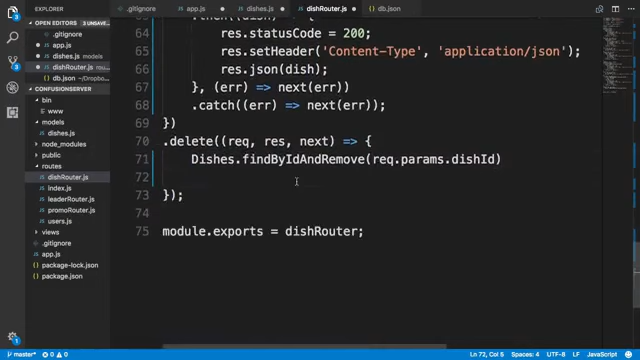 EXPLORER
.gitignore
app.js
dishes.js
dishRouter.js
db.json
OPEN EDITORS 3 UNSAVED
.gitignore
app.js
dishes.js models
dishRouter.js routes
db.json ~/Dropbo...
CONFUSIONSERVER
bin
www
models
dishes.js
node_modules
public
routes
dishRouter.js
index.js
leaderRouter.js
promoRouter.js
users.js
views
.gitignore
app.js
package-lock.json
package.json
64 res.statusCode = 200;
65 res.setHeader('Content-Type', 'application/json');
66 res.json(dish);
67 }, (err) => next(err))
68 .catch((err) => next(err));
69 })
70 .delete((req, res, next) => {
71 Dishes.findByIdAndRemove(req.params.dishId)
72
73 });
74
75 module.exports = dishRouter;
master*
0
0
Ln 72, Col 5
Spaces: 4
UTF-8
LF
JavaScript